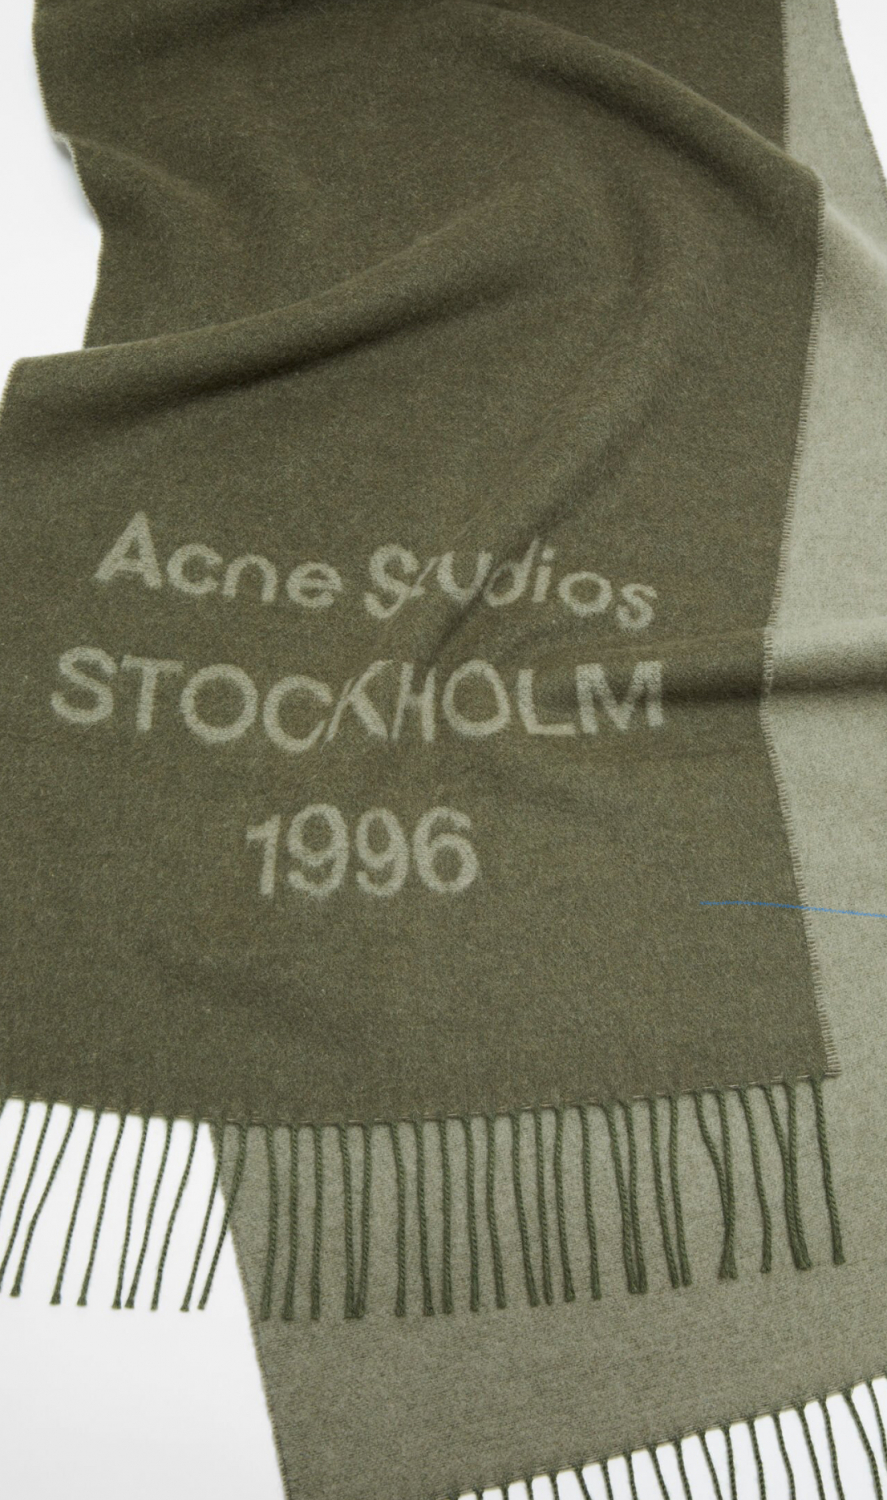 Acne Studios
STOCKHOLM
1996